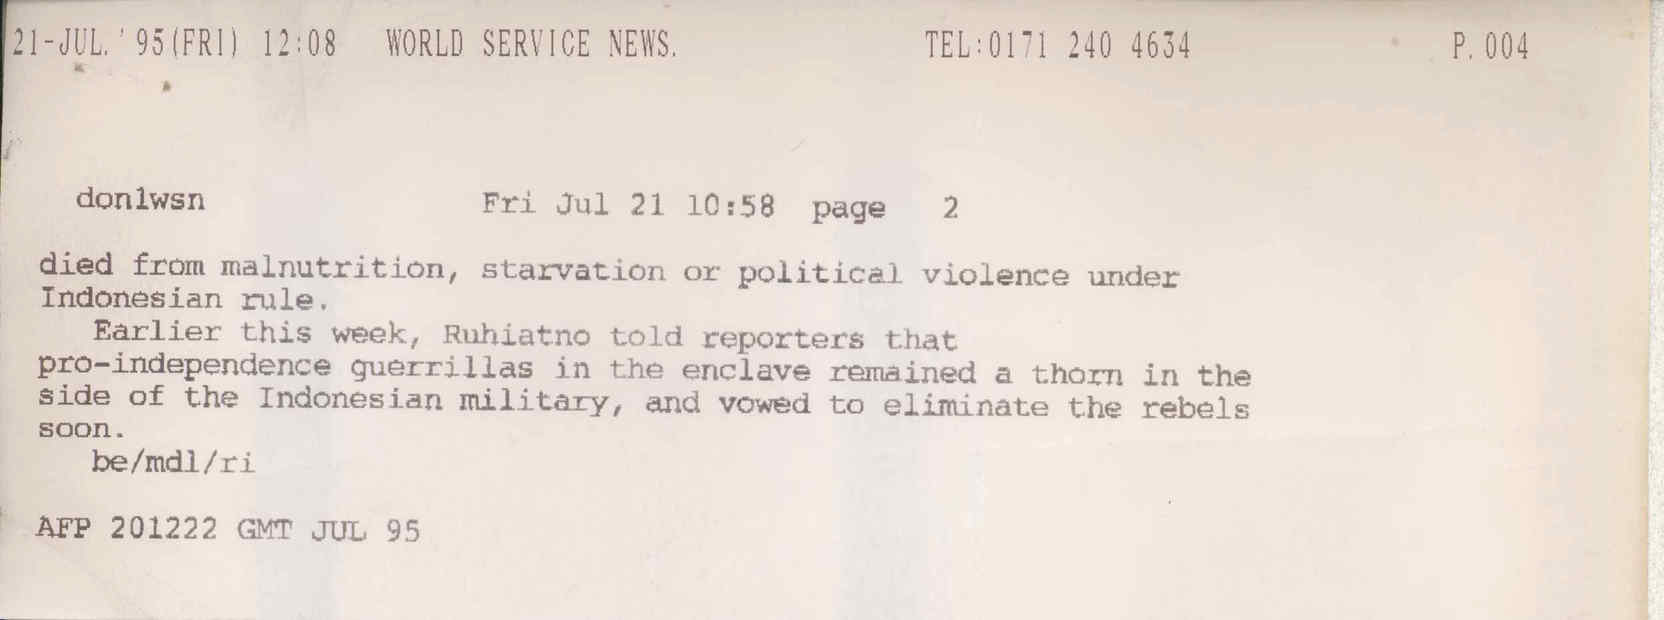 21-JUL.'95(FRI) 12:08 WORLD SERVICE NEWS. TEL:0171 240 4634 P.004
donlwsn Fri Jul 21 10:58 page 2
died from malnutrition, starvation or political violence under
Indonesian rule.
Earlier this week, Ruhiatno told reporters that
pro-independence guerrillas in the enclave remained a thorn in the
side of the Indonesian military, and vowed to eliminate the rebels
soon.
be/mdl/ri
AFP 201222 GMT JUL 95